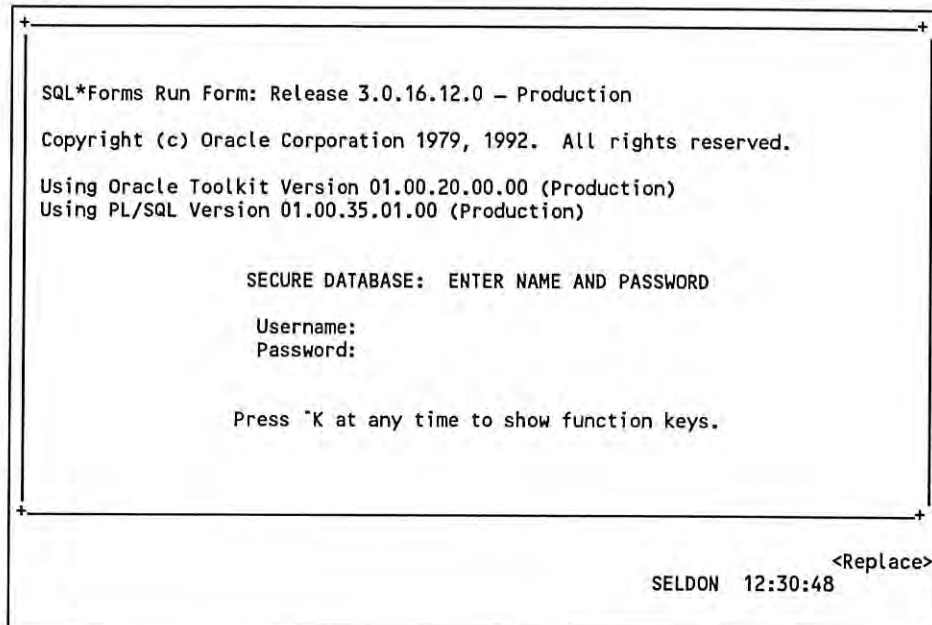 SQL*Forms Run Form: Release 3.0.16.12.0 – Production
Copyright (c) Oracle Corporation 1979, 1992. All rights reserved.
Using Oracle Toolkit Version 01.00.20.00.00 (Production)
Using PL/SQL Version 01.00.35.01.00 (Production)
SECURE DATABASE: ENTER NAME AND PASSWORD
Username:
Password:
Press ^K at any time to show function keys.
<Replace>
SELDON 12:30:48